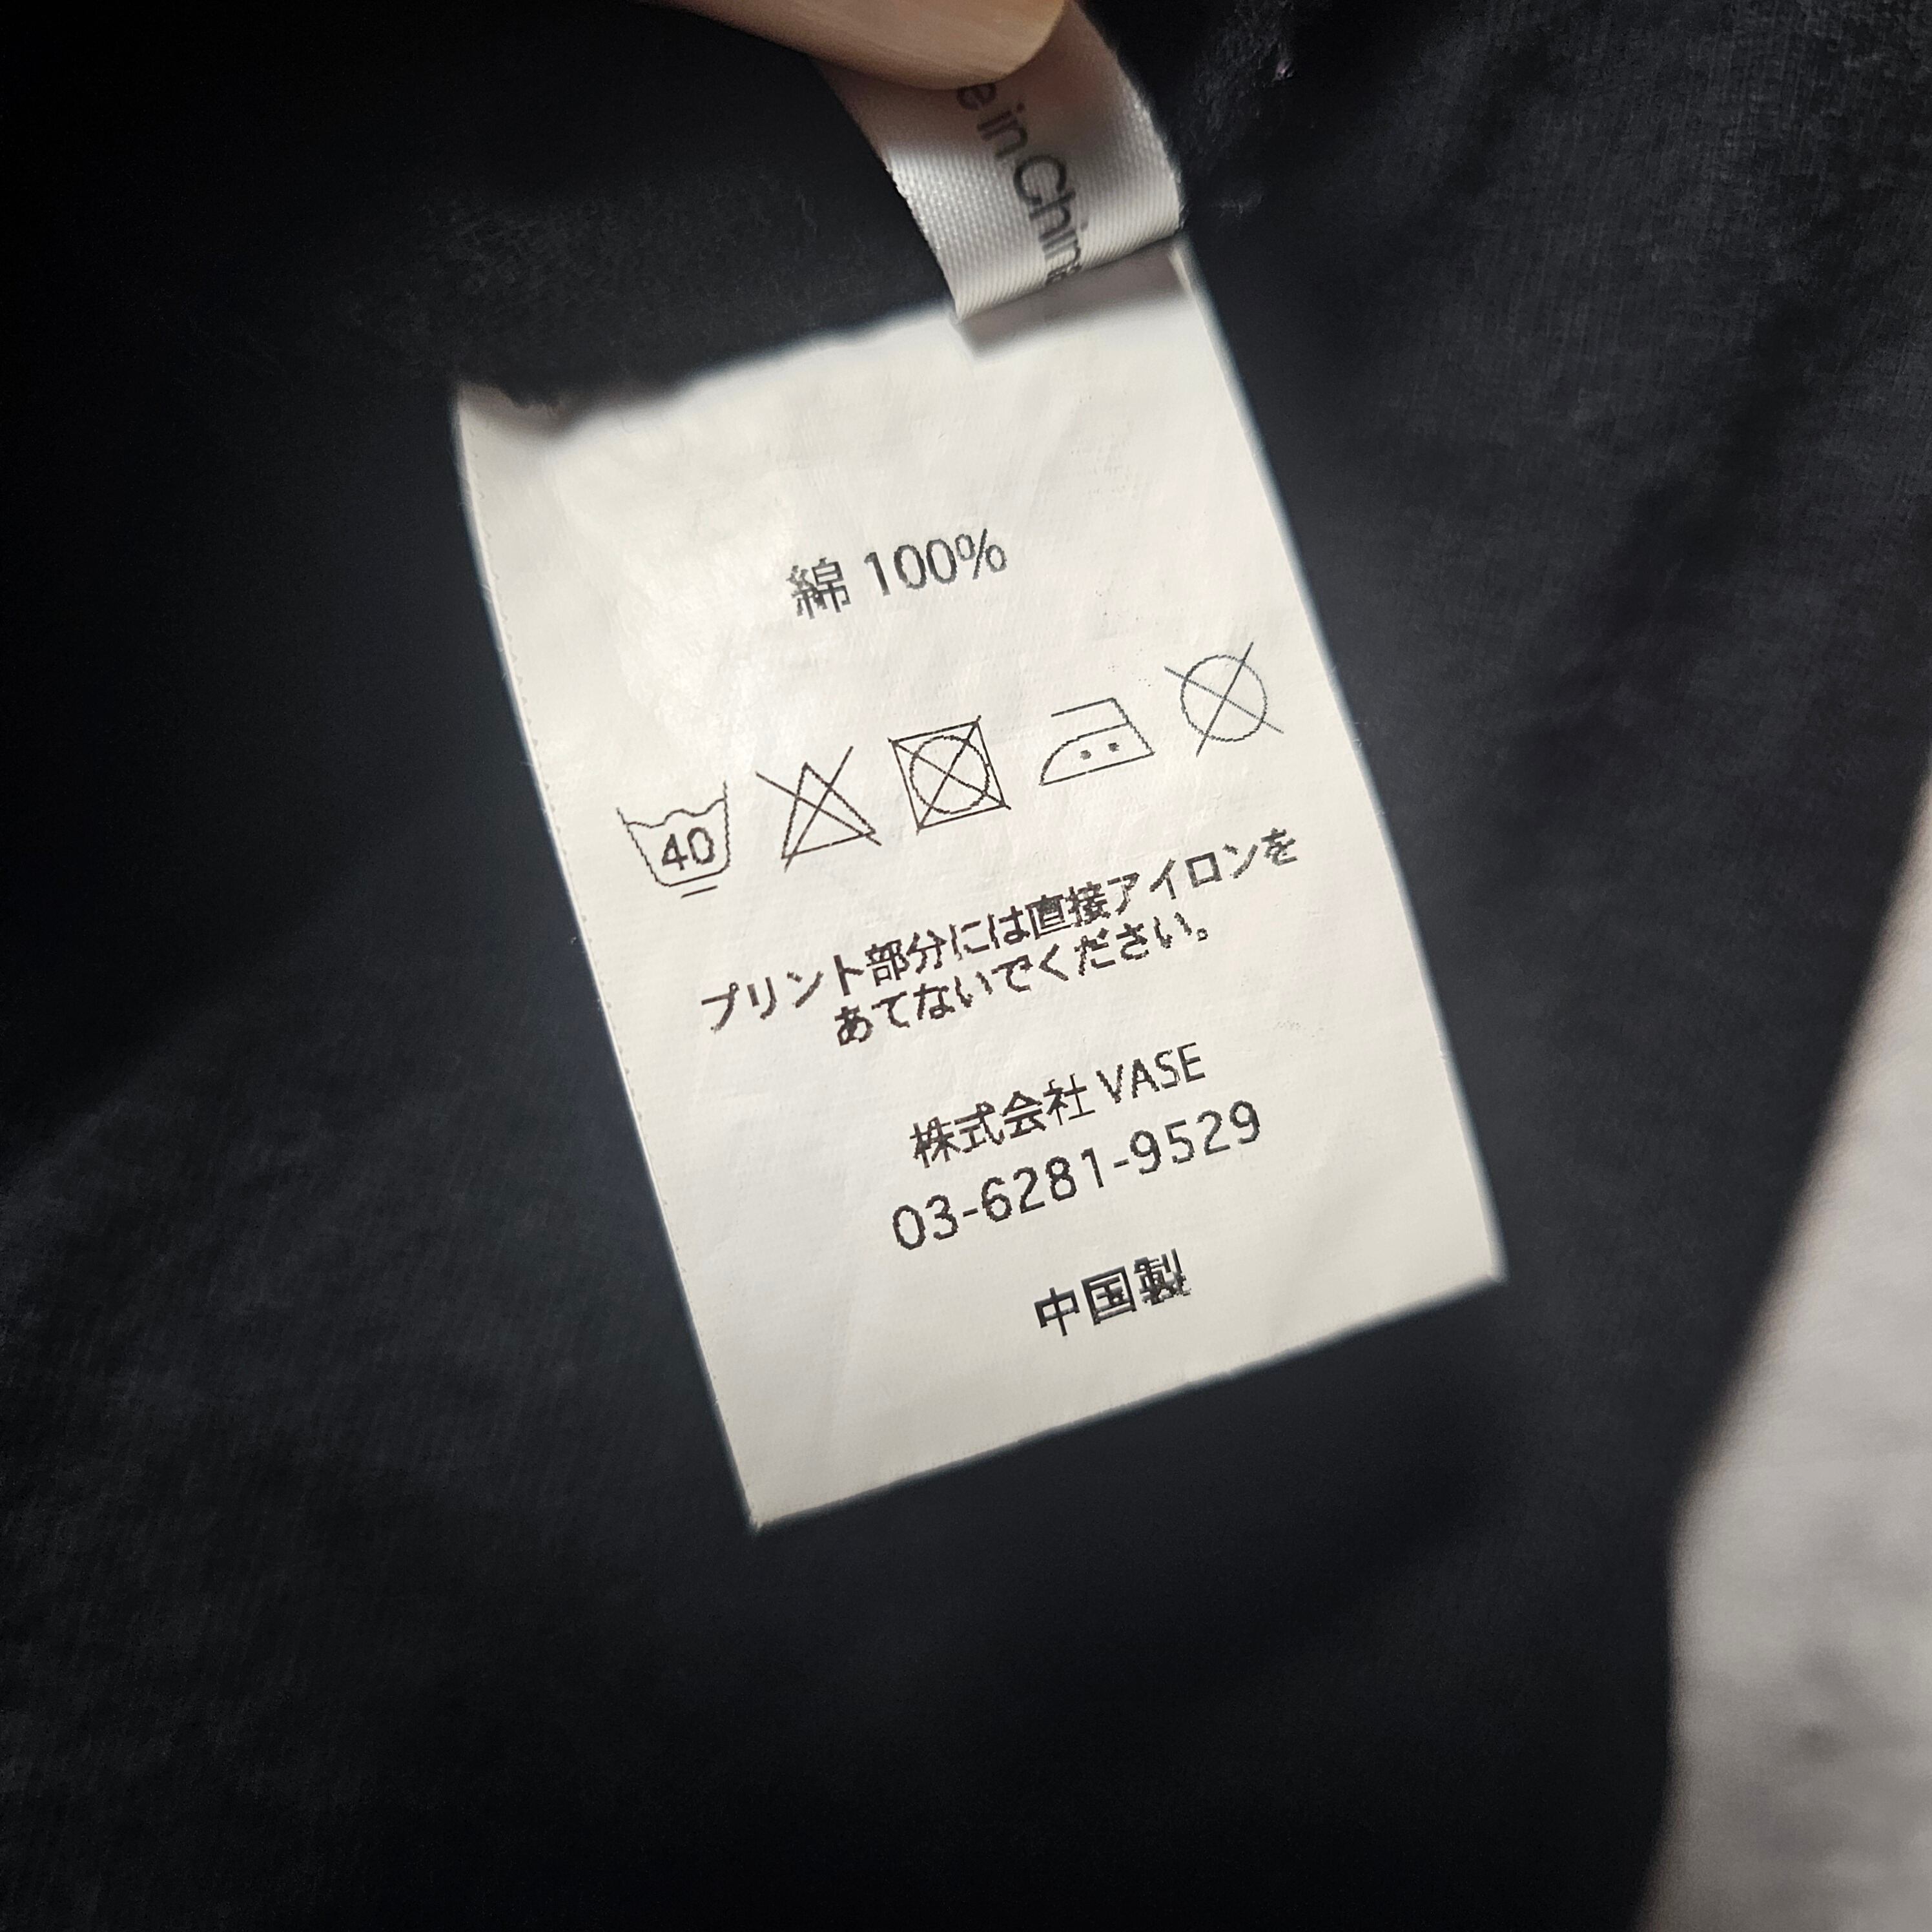 e in China
綿 100%
40
プリント部分には直接アイロンを
あてないでください。
株式会社 VASE
03-6281-9529
中国製